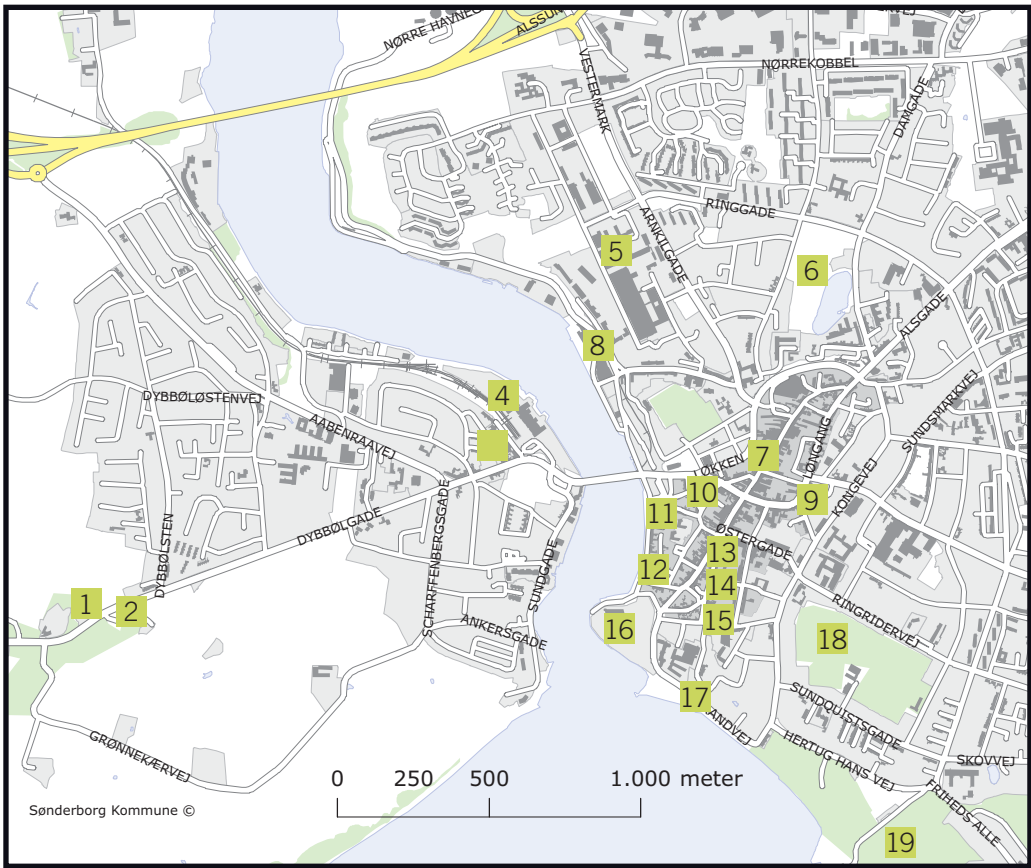 NØRRE HAVNEG
ALSSUN
VESTERMARK
NØRREKOBBEL
DAMGADE
RINGGADE
ARNKILGADE
5
6
ALSGADE
8
SUNDSMARKVEJ
DYBBØLØSTENVEJ
4
AABENRAAVEJ
LØKKEN
7
LØNGANG
KONGEVEJ
10
9
11
DYBBØLGADE
SCHARFFENBERGSGADE
SUNDGADE
ØSTERGADE
13
12
14
DYBBØLSTEN
1
2
15
RINGRIDERVEJ
16
18
ANKERSGADE
17
ANDVEJ
SUNDQUISTSGADE
HERTUG HANS VEJ
SKOVVEJ
GRØNNEKÆRVEJ
FRIHEDS ALLE
0 250 500 1.000 meter
Sønderborg Kommune ©
19